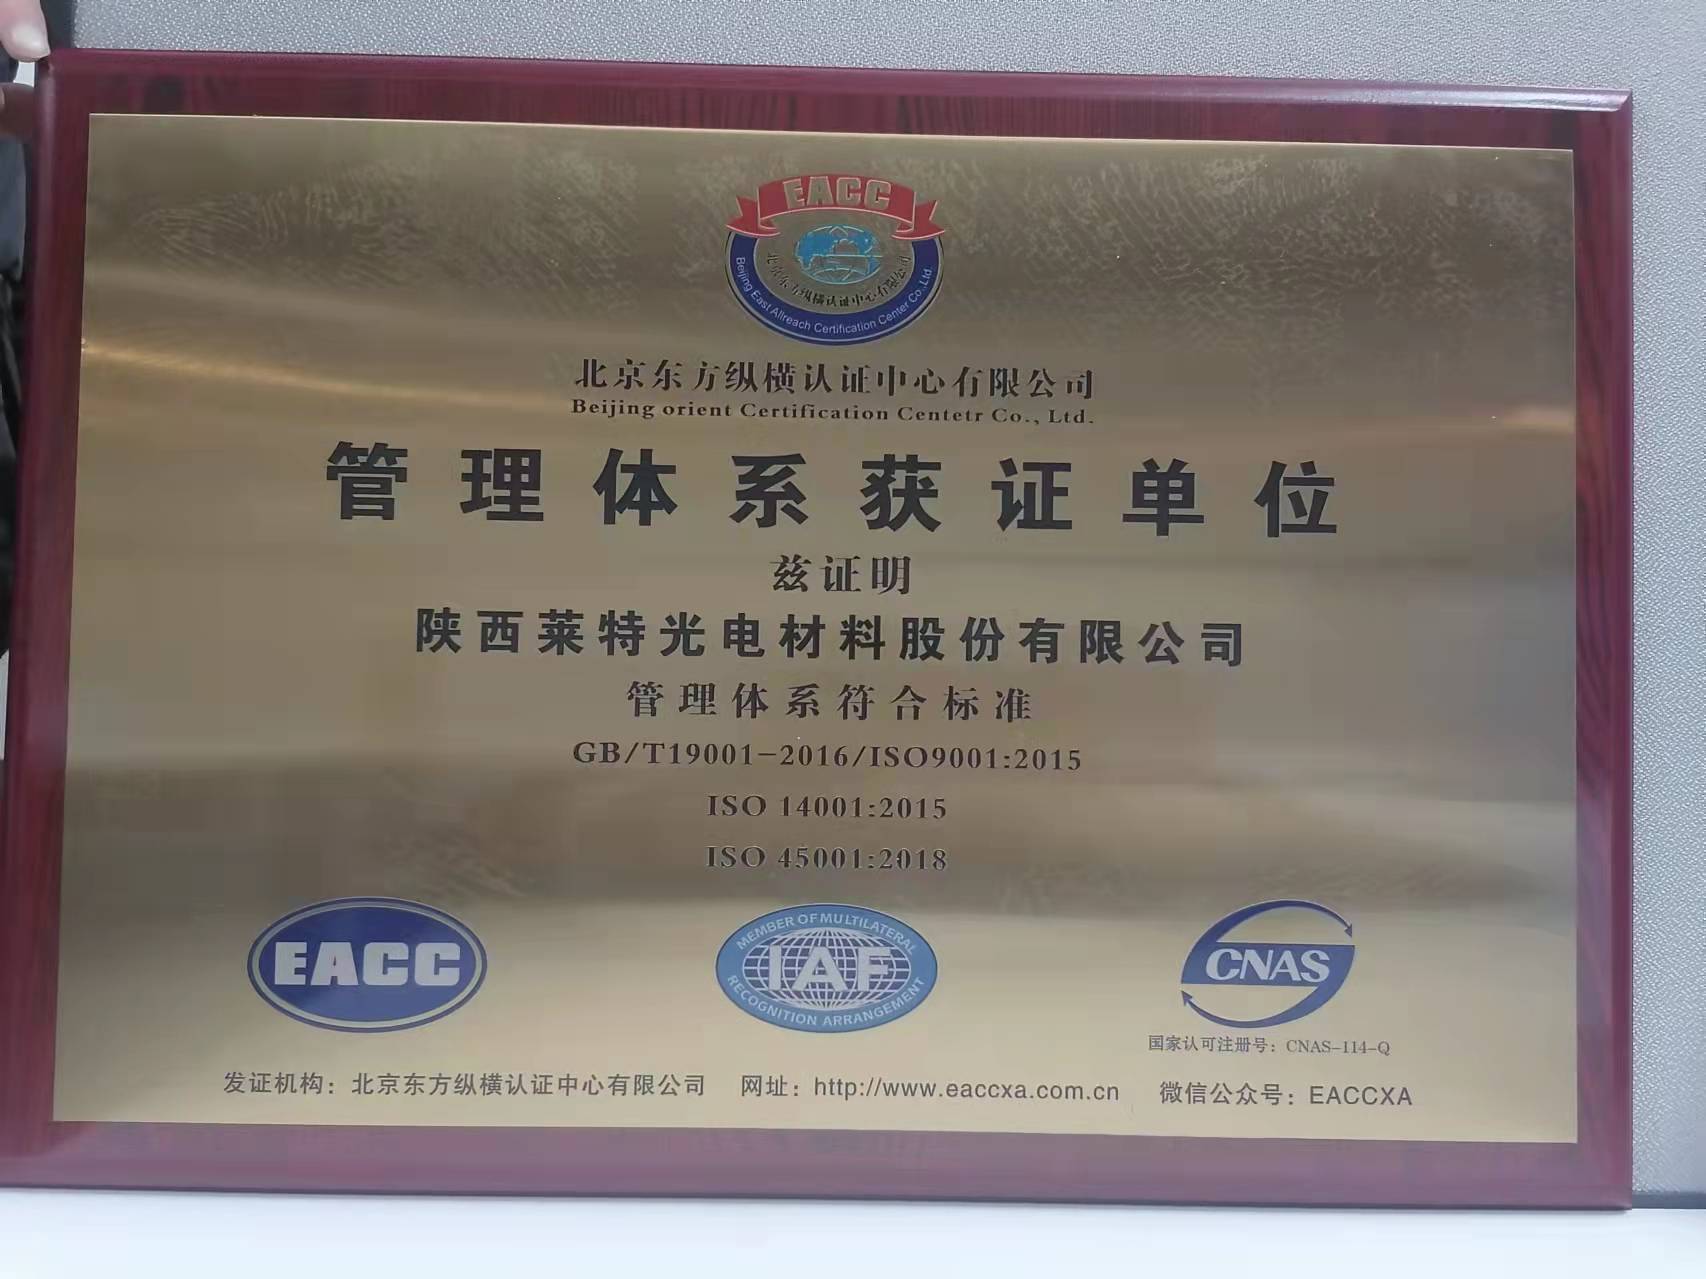 EACC
北京东方纵横认证中心有限公司
Beijing East Allreach Certification Center Co.,Ltd.
北京东方纵横认证中心有限公司
Beijing orient Certification Centetr Co., Ltd.
管理体系获证单位
兹证明
陕西莱特光电材料股份有限公司
管理体系符合标准
GB/T19001-2016/ISO9001:2015
ISO 14001:2015
ISO 45001:2018
EACC
MEMBER OF MULTILATERAL
IAF
RECOGNITION ARRANGEMENT
CNAS
国家认可注册号：CNAS-114-Q
发证机构：北京东方纵横认证中心有限公司 网址：http://www.eaccxa.com.cn 微信公众号：EACCXA